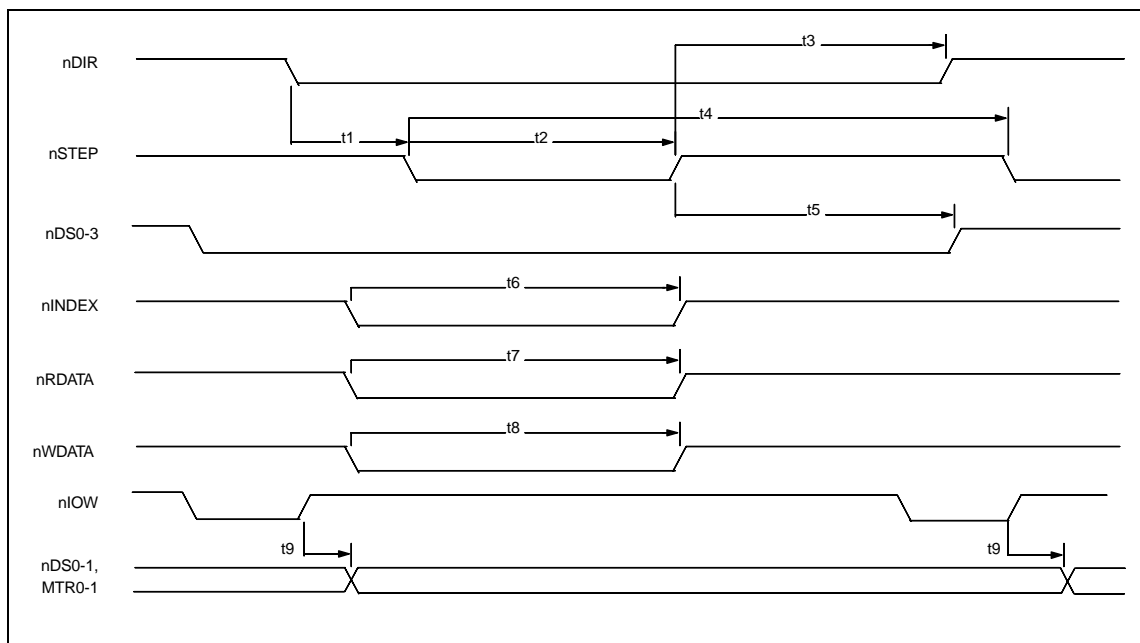 t3
nDIR
t4
t1
t2
nSTEP
t5
nDS0-3
t6
nINDEX
t7
nRDATA
t8
nWDATA
nIOW
t9
t9
nDS0-1,
MTR0-1